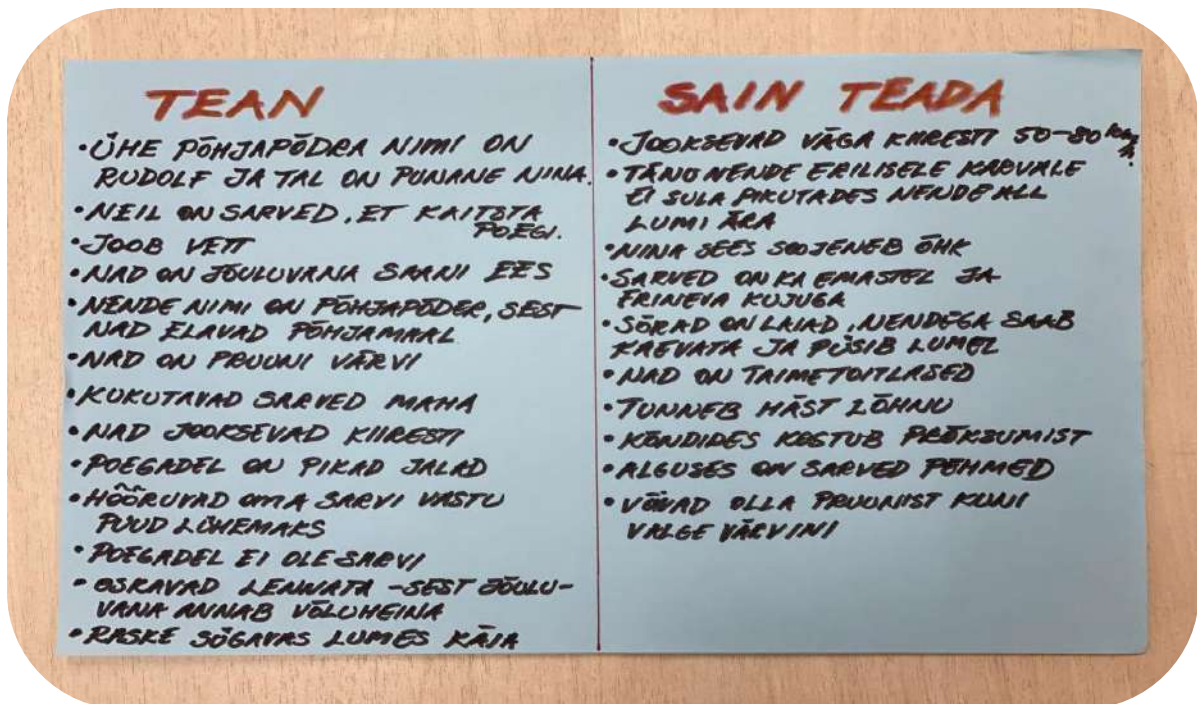 TEAN
• ÜHE PÕHJAPÕDRA NIMI ON
RUDOLF JA TAL ON PUNANE NINA.
• NEIL ON SARVED, ET KAITSTA
POEGI.
• JOOB VETT
• NAD ON JÕULUVANA SAANI EES
• NENDE NIMI ON PÕHJAPÕDER, SEST
NAD ELAVAD PÕHJAMAAL
• NAD ON PRUUNI VÄRVI
• KUKUTAVAD SARVED MAHA
• NAD JOOKSEVAD KIIRESTI
• POEGADEL ON PIKAD JALAD
• HÕÕRUVAD OMA SARVI VASTU
PUUD LÜHEMAKS
• POEGADEL EI OLE SARVI
• OSKAVAD LENNATA - SEST JÕULU-
VANA ANNAB VÕLUHEINA
• RASKE SÜGAVAS LUMES KÄIA
SAIN TEADA
• JOOKSEVAD VÄGA KIIRESTI 50-80 km/h
• TÄNU NENDE ERILISELE KARVALE
EI SULA PIKUTADES NENDE ALL
LUMI ÄRA
• NINA SEES SOOJENEB ÕHK
• SARVED ON KA EMASTEL JA
ERINEVA KUJUGA
• SÕRAD ON LAIAD, NENDEGA SAAB
KAEVATA JA PÜSIB LUMEL
• NAD ON TAIMETOITLASED
• TUNNEB HÄST LÕHNU
• KÕNDIDES KOSTUB PRÕKSUMIST
• ALGUSES ON SARVED PEHMED
• VÕIVAD OLLA PRUUNIST KUNI
VALGE VÄRVINI